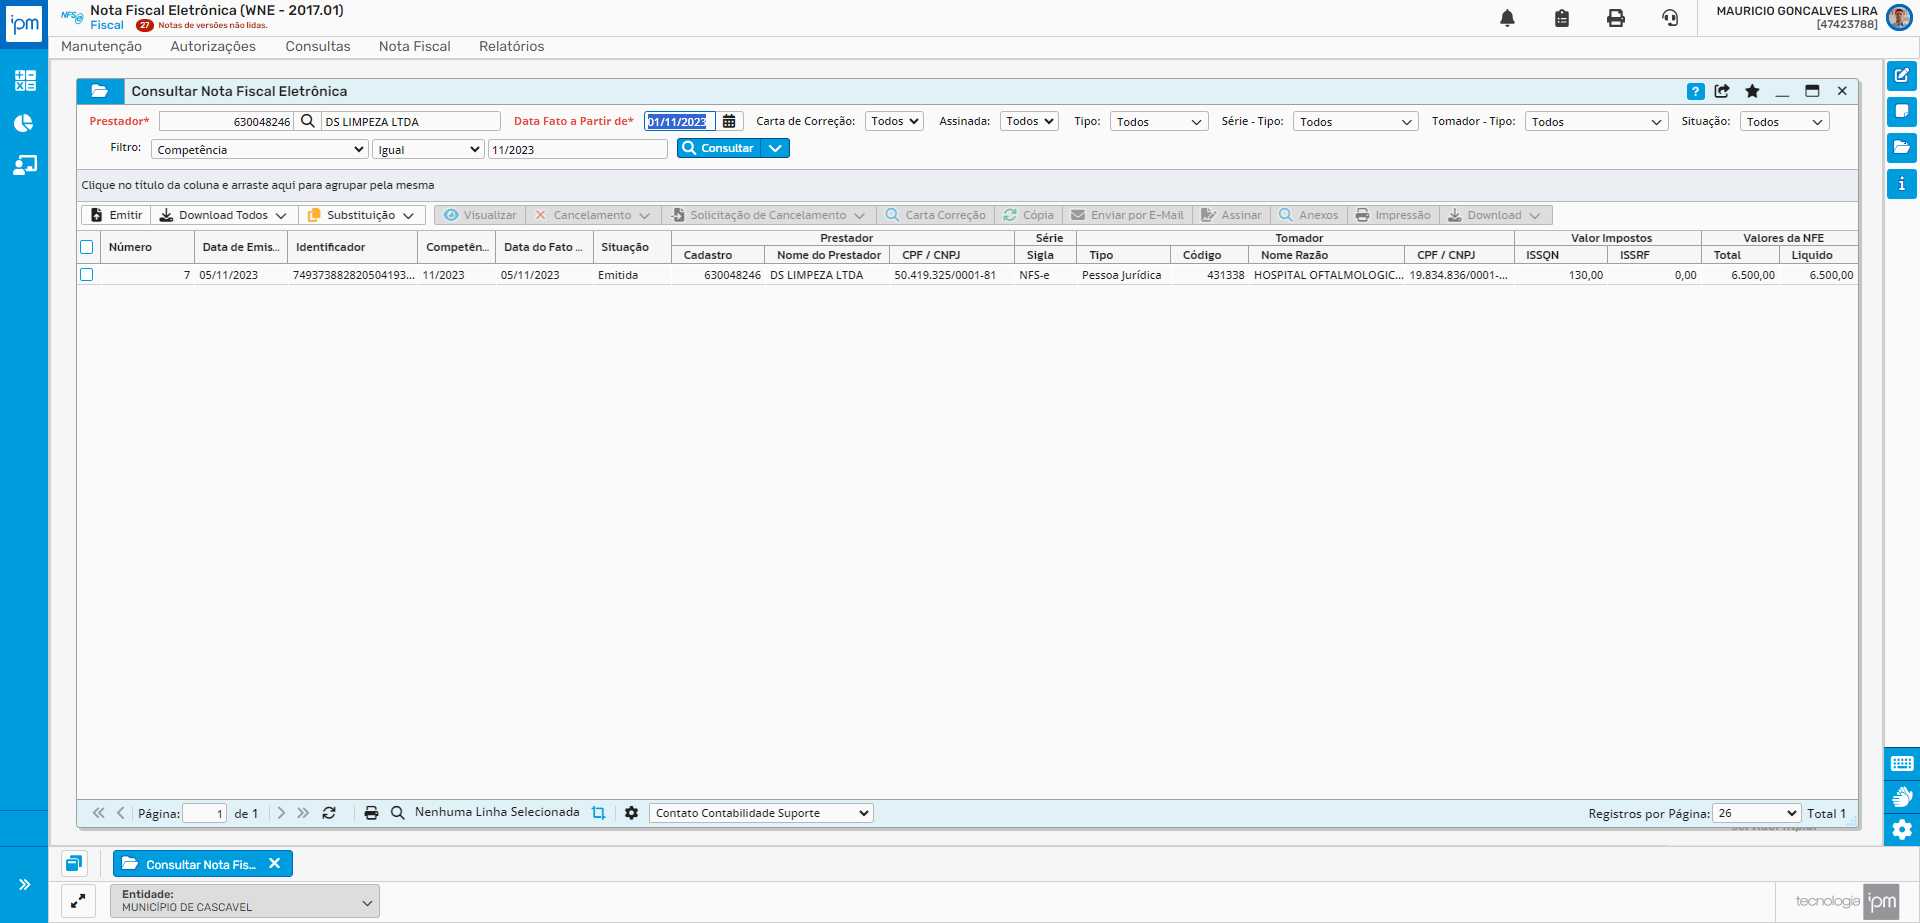 ipm
NFS@
Nota Fiscal Eletrônica (WNE - 2017.01)
Fiscal 27 Notas de versões não lidas.
MAURICIO GONCALVES LIRA
[47423788]
Manutenção Autorizações Consultas Nota Fiscal Relatórios
Consultar Nota Fiscal Eletrônica ?
Prestador* 630048246 DS LIMPEZA LTDA Data Fato a Partir de* 01/11/2023 Carta de Correção: Todos Assinada: Todos Tipo: Todos Série - Tipo: Todos Tomador - Tipo: Todos Situação: Todos
Filtro: Competência Igual 11/2023 Consultar
Clique no título da coluna e arraste aqui para agrupar pela mesma
Emitir Download Todos Substituição Visualizar Cancelamento Solicitação de Cancelamento Carta Correção Cópia Enviar por E-Mail Assinar Anexos Impressão Download
Prestador Série Tomador Valor Impostos Valores da NFE
Número Data de Emis... Identificador Competên... Data do Fato ... Situação
Cadastro Nome do Prestador CPF / CNPJ Sigla Tipo Código Nome Razão CPF / CNPJ ISSQN ISSRF Total Liquido
7 05/11/2023 749373882820504193... 11/2023 05/11/2023 Emitida 630048246 DS LIMPEZA LTDA 50.419.325/0001-81 NFS-e Pessoa Jurídica 431338 HOSPITAL OFTALMOLOGIC... 19.834.836/0001-... 130,00 0,00 6.500,00 6.500,00
Página: 1 de 1 Nenhuma Linha Selecionada Contato Contabilidade Suporte Registros por Página: 26 Total 1
Consultar Nota Fis...
Entidade:
MUNICÍPIO DE CASCAVEL
tecnologia ipm